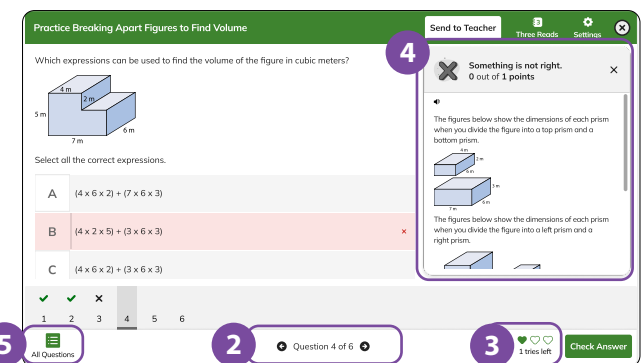 Practice Breaking Apart Figures to Find Volume
Send to Teacher
Three Reads
Settings
Which expressions can be used to find the volume of the figure in cubic meters?
4 m
2 m
5 m
6 m
7 m
Select all the correct expressions.
A (4 x 6 x 2) + (7 x 6 x 3)
B (4 x 2 x 5) + (3 x 6 x 3)
C (4 x 6 x 2) + (3 x 6 x 3)
4
Something is not right.
0 out of 1 points
The figures below show the dimensions of each prism
when you divide the figure into a top prism and a
bottom prism.
4 m
2 m
6 m
3 m
6 m
7 m
The figures below show the dimensions of each prism
when you divide the figure into a left prism and a
right prism.
1 2 3 4 5 6
5
All Questions
2
Question 4 of 6
3
1 tries left
Check Answer